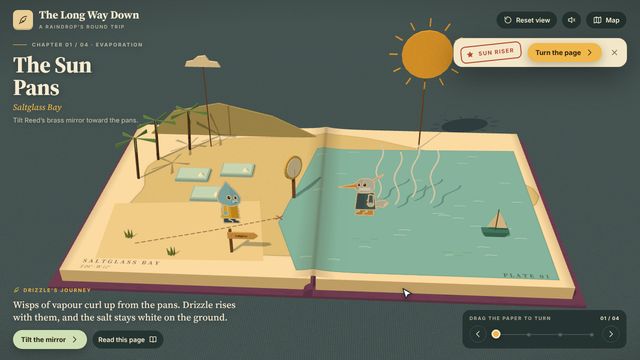 The Long Way Down
A RAINDROP'S ROUND TRIP
Reset view
Map
CHAPTER 01 / 04 · EVAPORATION
The Sun
Pans
Saltglass Bay
Tilt Reed's brass mirror toward the pans.
SUN RISER
Turn the page
SALTGLASS BAY
PLATE 01
DRIZZLE'S JOURNEY
Wisps of vapour curl up from the pans. Drizzle rises
with them, and the salt stays white on the ground.
Tilt the mirror
Read this page
DRAG THE PAPER TO TURN
01 / 04